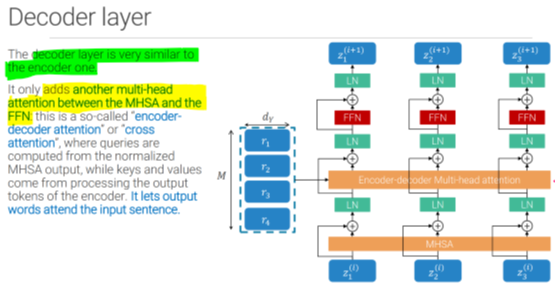 Decoder layer
The decoder layer is very similar to
the encoder one.
It only adds another multi-head
attention between the MHSA and the
FFN; this is a so-called "encoder-
decoder attention" or "cross
attention", where queries are
computed from the normalized
MHSA output, while keys and values
come from processing the output
tokens of the encoder. It lets output
words attend the input sentence.
d_Y
M
r_1
r_2
r_3
r_4
z_1^(i+1) z_2^(i+1) z_3^(i+1)
LN LN LN
FFN FFN FFN
LN LN LN
Encoder-decoder Multi-head attention
LN LN LN
MHSA
z_1^(i) z_2^(i) z_3^(i)